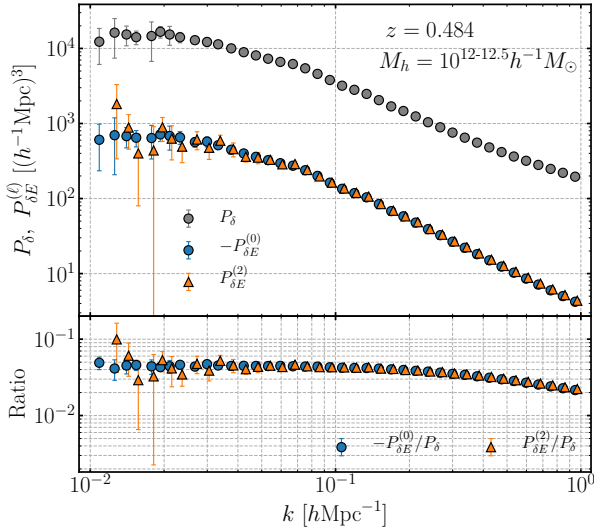 z = 0.484
M_h = 10^{12-12.5} h^{-1} M_⊙
P_δ, P_{δE}^{(ℓ)} [(h^{-1}Mpc)^3]
10^4
10^3
10^2
10^1
P_δ
-P_{δE}^{(0)}
P_{δE}^{(2)}
Ratio
10^{-1}
10^{-2}
-P_{δE}^{(0)}/P_δ
P_{δE}^{(2)}/P_δ
10^{-2} 10^{-1} 10^0
k [hMpc^{-1}]